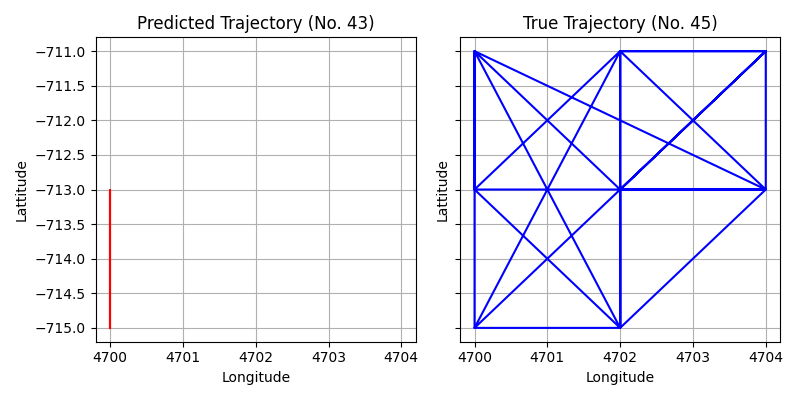 Predicted Trajectory (No. 43)
Lattitude
−711.0
−711.5
−712.0
−712.5
−713.0
−713.5
−714.0
−714.5
−715.0
4700 4701 4702 4703 4704
Longitude
True Trajectory (No. 45)
Lattitude
4700 4701 4702 4703 4704
Longitude